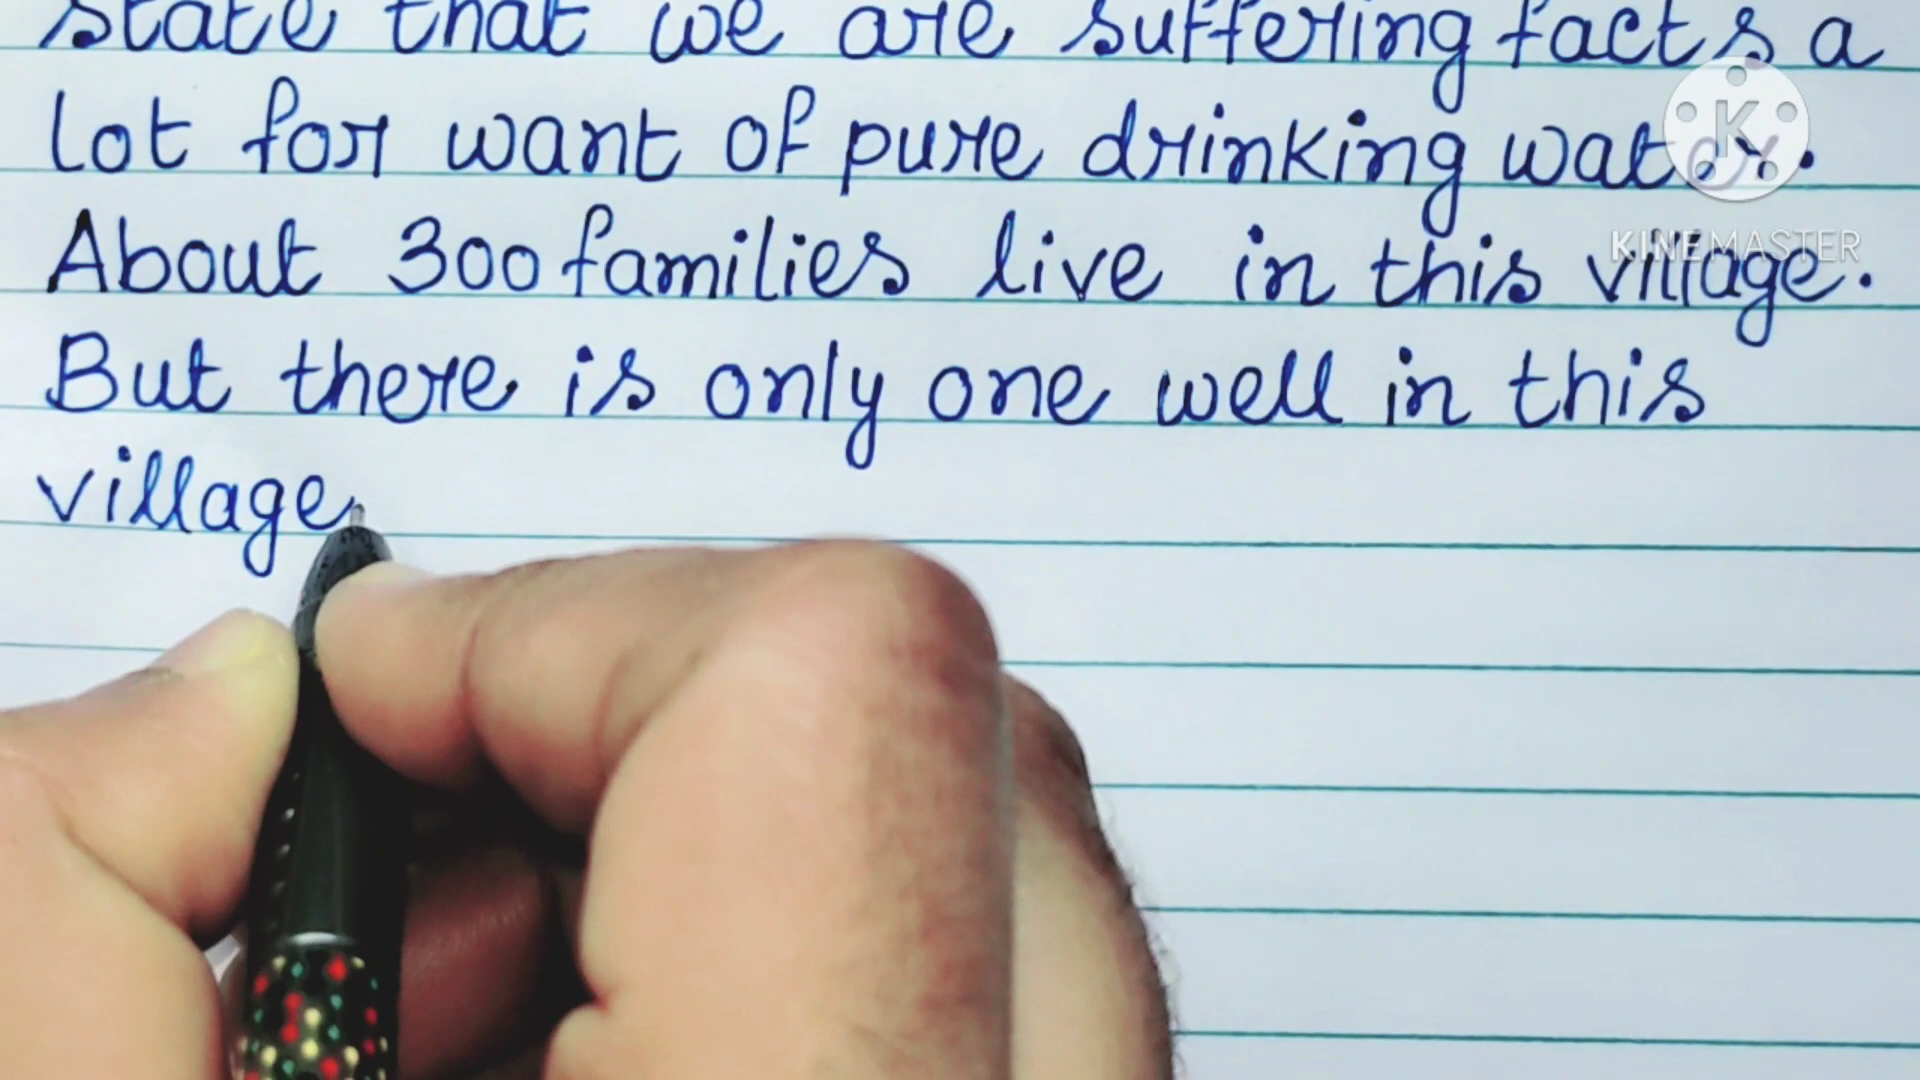 state that we are suffering facts a
lot for want of pure drinking water.
About 300 families live in this village.
But there is only one well in this
village
KINEMASTER